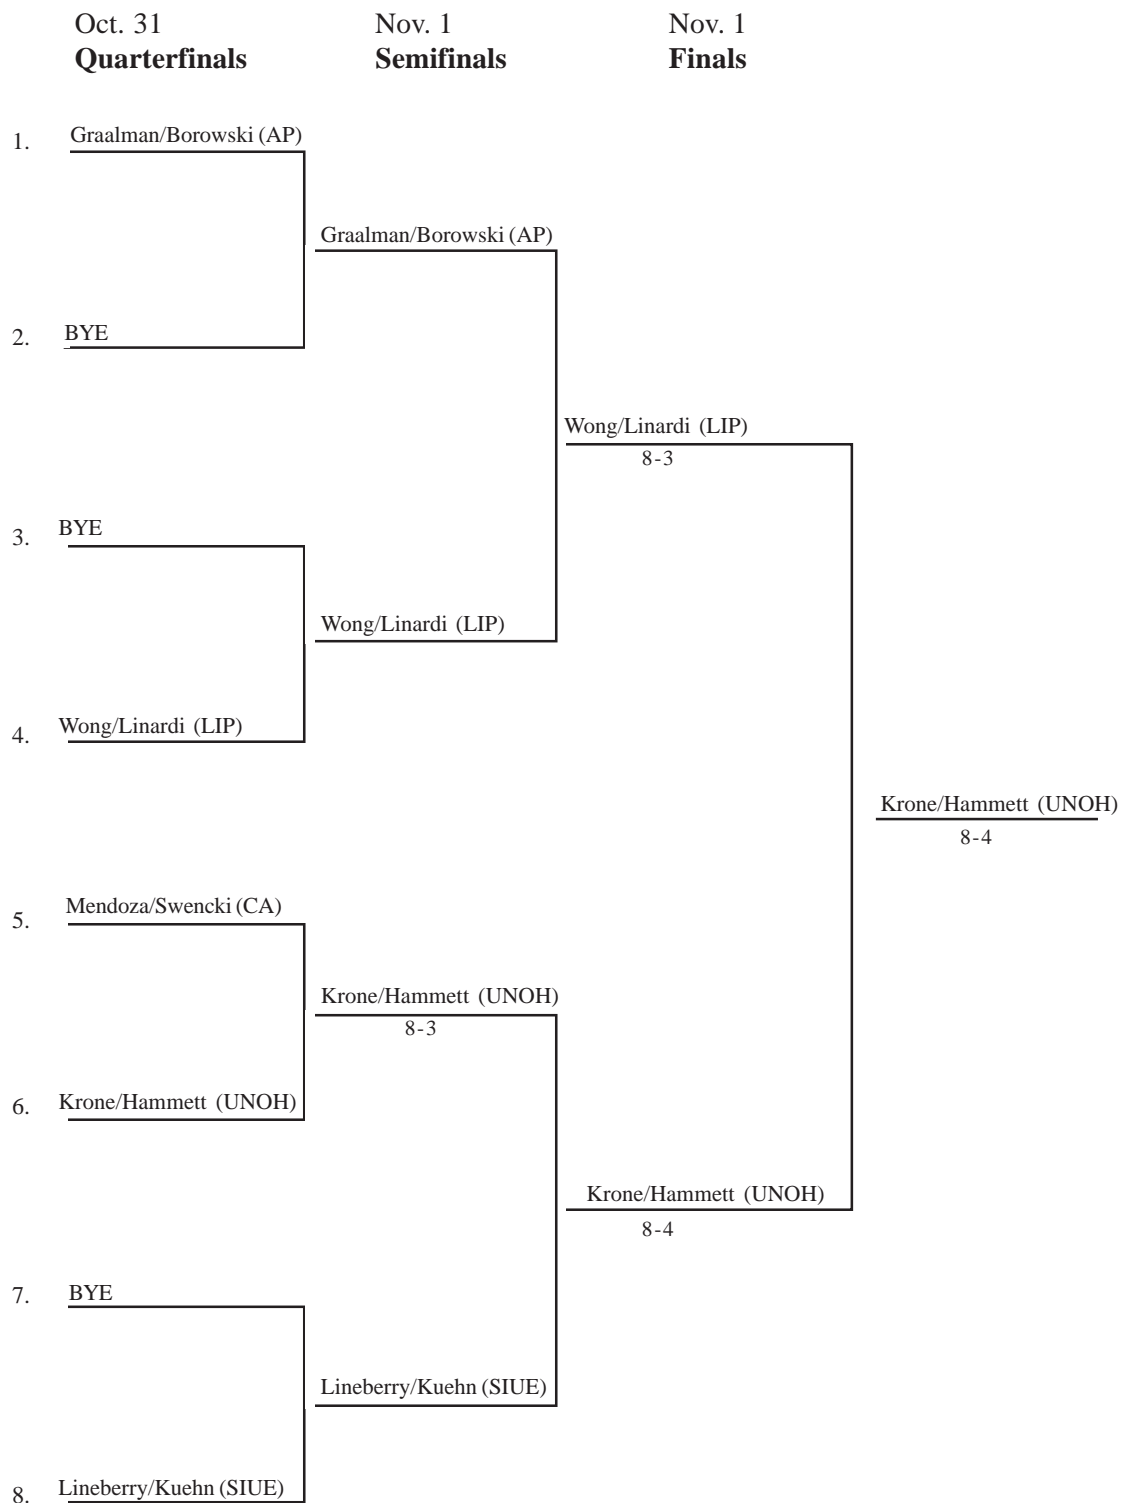 Oct. 31 Nov. 1 Nov. 1
Quarterfinals Semifinals Finals
1. Graalman/Borowski (AP)
Graalman/Borowski (AP)
2. BYE
Wong/Linardi (LIP)
8-3
3. BYE
Wong/Linardi (LIP)
4. Wong/Linardi (LIP)
Krone/Hammett (UNOH)
8-4
5. Mendoza/Swencki (CA)
Krone/Hammett (UNOH)
8-3
6. Krone/Hammett (UNOH)
Krone/Hammett (UNOH)
8-4
7. BYE
Lineberry/Kuehn (SIUE)
8. Lineberry/Kuehn (SIUE)